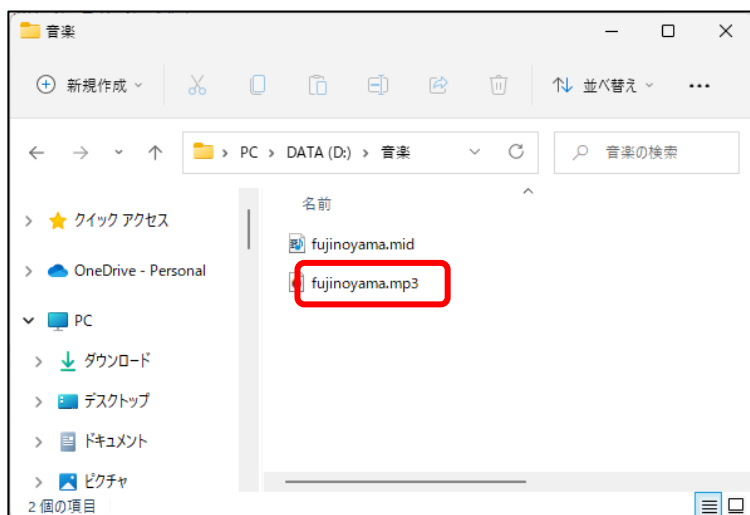 音楽
新規作成
並べ替え
PC > DATA (D:) > 音楽
音楽の検索
名前
クイック アクセス
fujinoyama.mid
OneDrive - Personal
fujinoyama.mp3
PC
ダウンロード
デスクトップ
ドキュメント
ピクチャ
2 個の項目